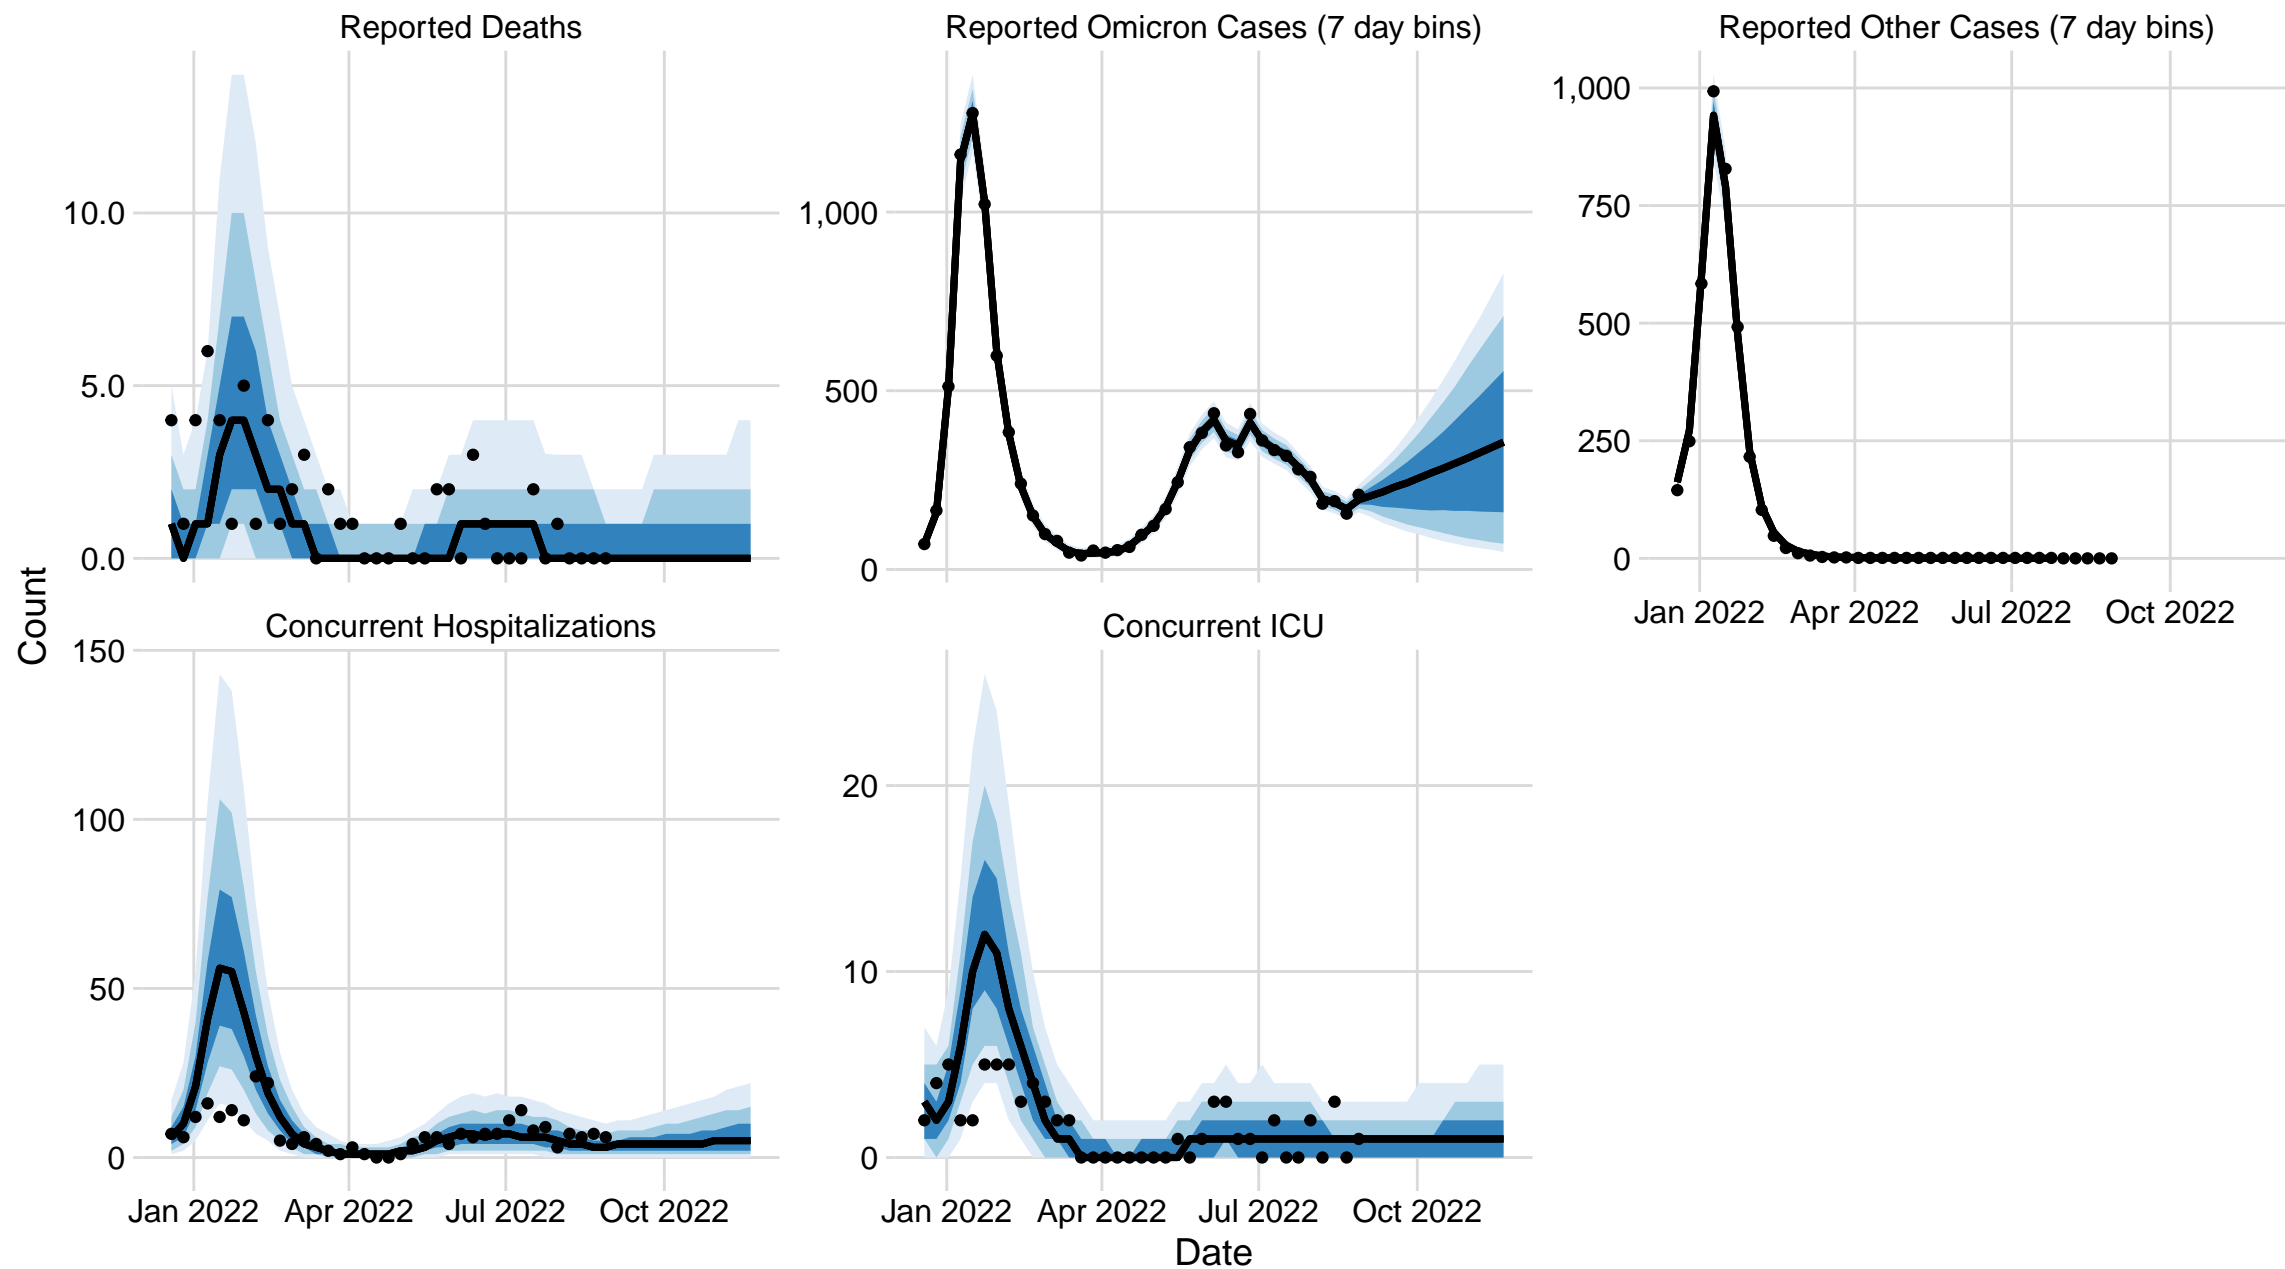 Reported Deaths
Reported Omicron Cases (7 day bins)
Reported Other Cases (7 day bins)
10.0
5.0
0.0
1,000
500
0
1,000
750
500
250
0
Jan 2022 Apr 2022 Jul 2022 Oct 2022
Count
Concurrent Hospitalizations
Concurrent ICU
150
100
50
0
20
10
0
Jan 2022 Apr 2022 Jul 2022 Oct 2022
Jan 2022 Apr 2022 Jul 2022 Oct 2022
Date